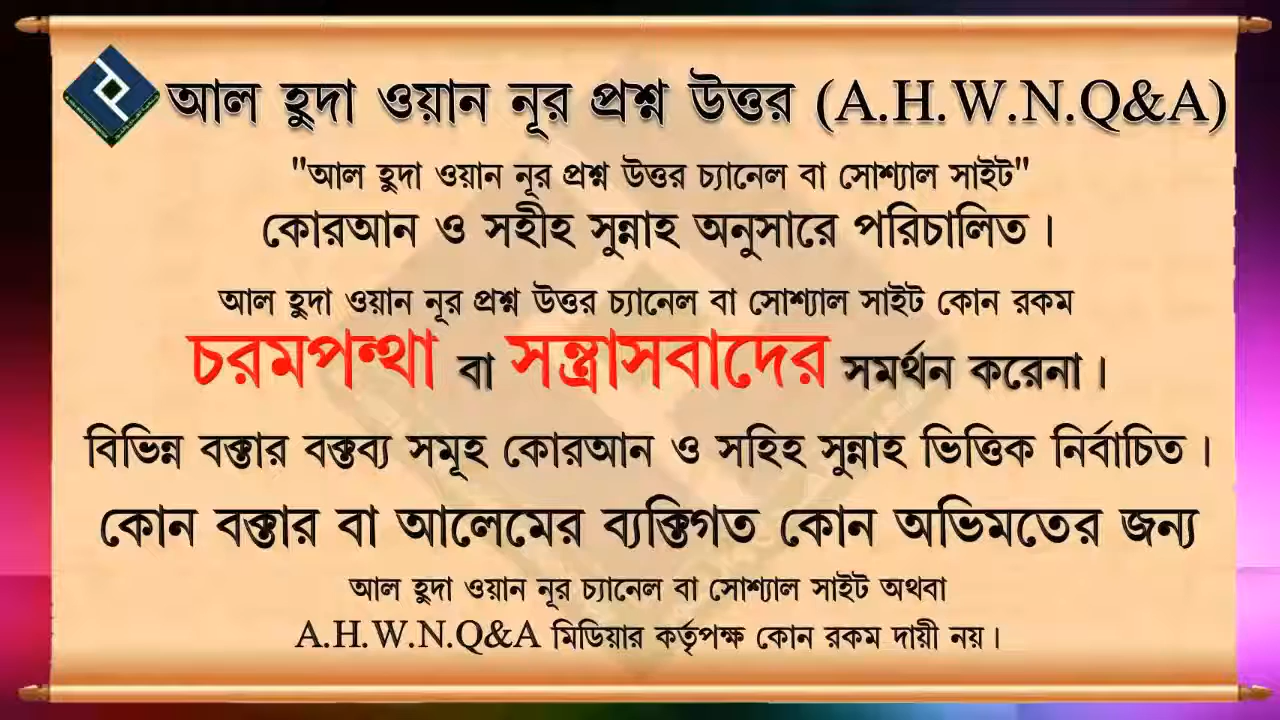 আল হুদা ওয়ান নূর প্রশ্ন উত্তর (A.H.W.N.Q&A)
"আল হুদা ওয়ান নূর প্রশ্ন উত্তর চ্যানেল বা সোশ্যাল সাইট"
কোরআন ও সহীহ সুন্নাহ অনুসারে পরিচালিত।
আল হুদা ওয়ান নূর প্রশ্ন উত্তর চ্যানেল বা সোশ্যাল সাইট কোন রকম
চরমপন্থা বা সন্ত্রাসবাদের সমর্থন করেনা।
বিভিন্ন বক্তার বক্তব্য সমূহ কোরআন ও সহিহ সুন্নাহ ভিত্তিক নির্বাচিত।
কোন বক্তার বা আলেমের ব্যক্তিগত কোন অভিমতের জন্য
আল হুদা ওয়ান নূর চ্যানেল বা সোশ্যাল সাইট অথবা
A.H.W.N.Q&A মিডিয়ার কর্তৃপক্ষ কোন রকম দায়ী নয়।